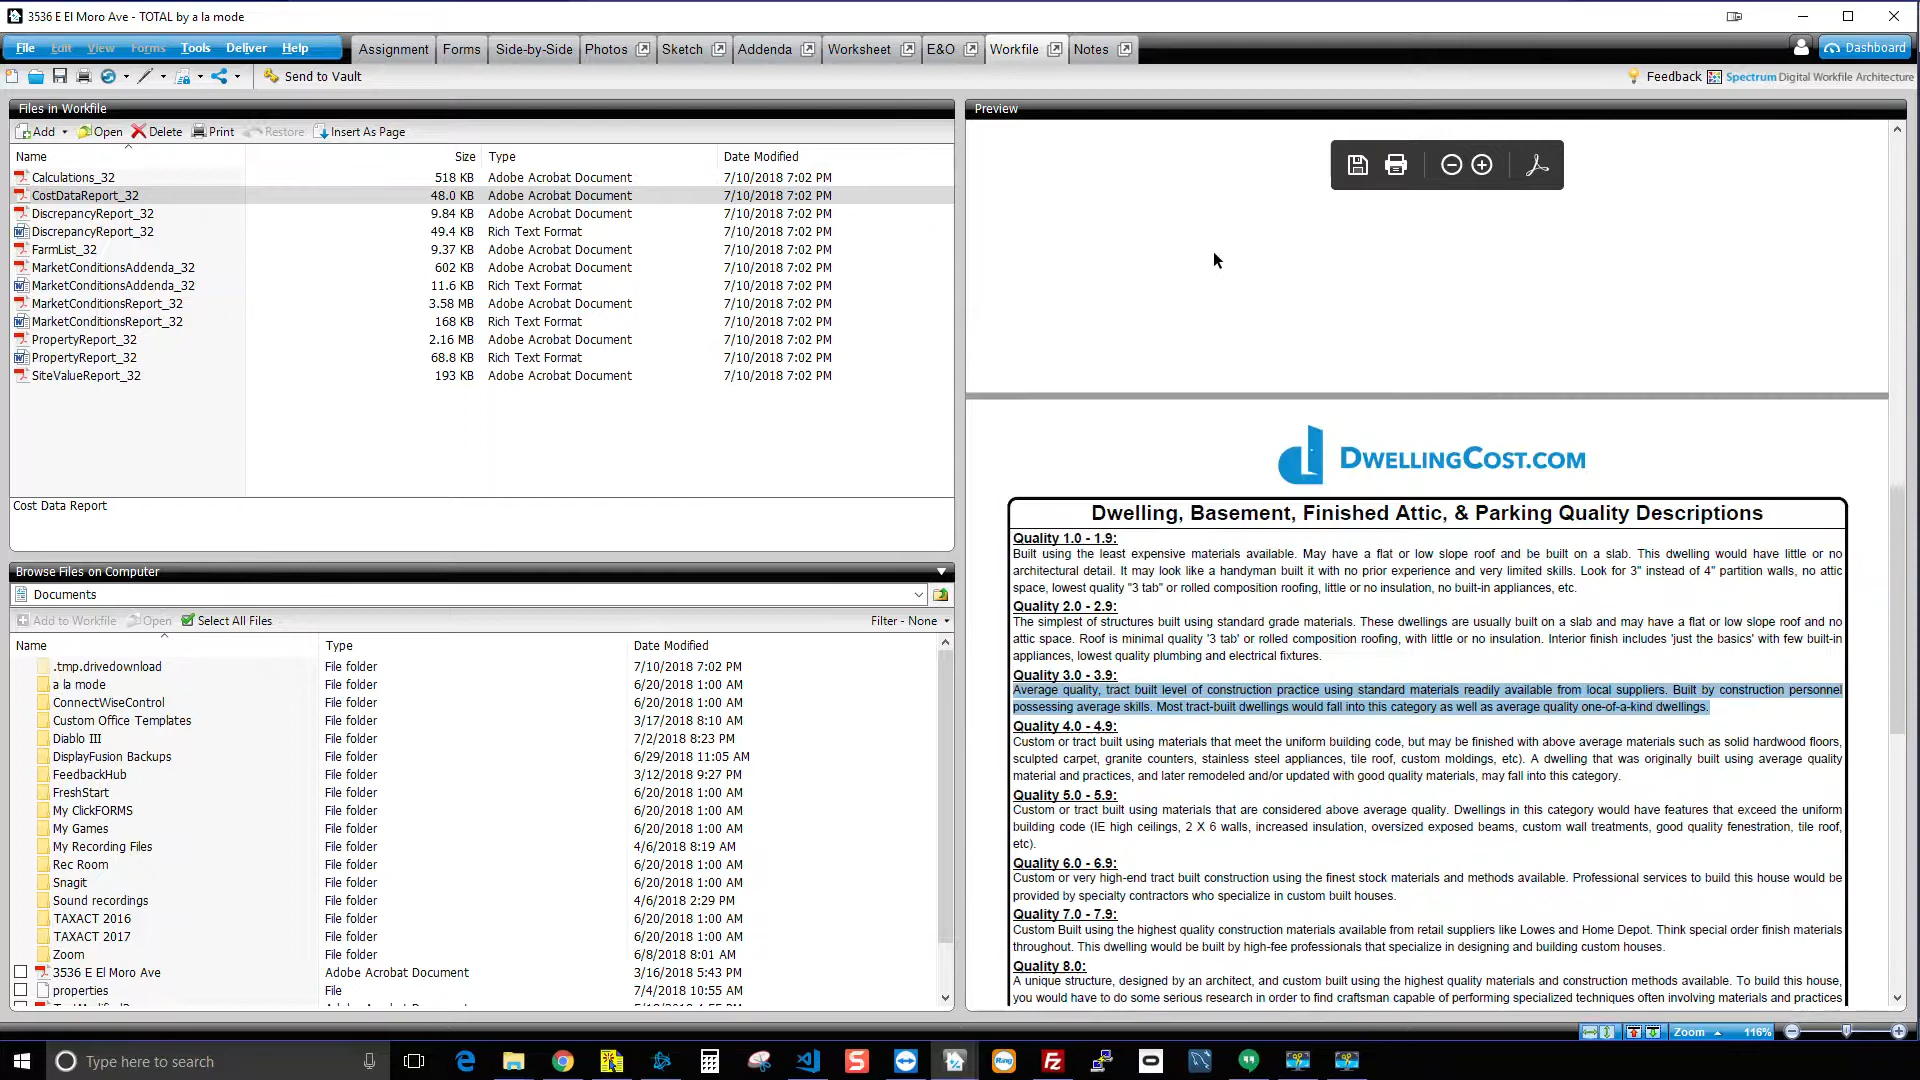 3536 E El Moro Ave - TOTAL by a la mode
File Edit View Forms Tools Deliver Help
Assignment Forms Side-by-Side Photos Sketch Addenda Worksheet E&O Workfile Notes
Dashboard
Send to Vault
Feedback Spectrum Digital Workfile Architecture
Files in Workfile
Add Open Delete Print Restore Insert As Page
Name Size Type Date Modified
Calculations_32 518 KB Adobe Acrobat Document 7/10/2018 7:02 PM
CostDataReport_32 48.0 KB Adobe Acrobat Document 7/10/2018 7:02 PM
DiscrepancyReport_32 9.84 KB Adobe Acrobat Document 7/10/2018 7:02 PM
DiscrepancyReport_32 49.4 KB Rich Text Format 7/10/2018 7:02 PM
FarmList_32 9.37 KB Adobe Acrobat Document 7/10/2018 7:02 PM
MarketConditionsAddenda_32 602 KB Adobe Acrobat Document 7/10/2018 7:02 PM
MarketConditionsAddenda_32 11.6 KB Rich Text Format 7/10/2018 7:02 PM
MarketConditionsReport_32 3.58 MB Adobe Acrobat Document 7/10/2018 7:02 PM
MarketConditionsReport_32 168 KB Rich Text Format 7/10/2018 7:02 PM
PropertyReport_32 2.16 MB Adobe Acrobat Document 7/10/2018 7:02 PM
PropertyReport_32 68.8 KB Rich Text Format 7/10/2018 7:02 PM
SiteValueReport_32 193 KB Adobe Acrobat Document 7/10/2018 7:02 PM
Cost Data Report
Browse Files on Computer
Documents
Add to Workfile Open Select All Files Filter - None
Name Type Date Modified
.tmp.drivedownload File folder 7/10/2018 7:02 PM
a la mode File folder 6/20/2018 1:00 AM
ConnectWiseControl File folder 6/20/2018 1:00 AM
Custom Office Templates File folder 3/17/2018 8:10 AM
Diablo III File folder 7/2/2018 8:23 PM
DisplayFusion Backups File folder 6/29/2018 11:05 AM
FeedbackHub File folder 3/12/2018 9:27 PM
FreshStart File folder 6/20/2018 1:00 AM
My ClickFORMS File folder 6/20/2018 1:00 AM
My Games File folder 6/20/2018 1:00 AM
My Recording Files File folder 4/6/2018 8:19 AM
Rec Room File folder 6/20/2018 1:00 AM
Snagit File folder 6/20/2018 1:00 AM
Sound recordings File folder 4/6/2018 2:29 PM
TAXACT 2016 File folder 6/20/2018 1:00 AM
TAXACT 2017 File folder 6/20/2018 1:00 AM
Zoom File folder 6/8/2018 8:01 AM
3536 E El Moro Ave Adobe Acrobat Document 3/16/2018 5:43 PM
properties File 7/4/2018 10:55 AM
Preview
DWELLINGCOST.COM
Dwelling, Basement, Finished Attic, & Parking Quality Descriptions
Quality 1.0 - 1.9:
Built using the least expensive materials available. May have a flat or low slope roof and be built on a slab. This dwelling would have little or no
architectural detail. It may look like a handyman built it with no prior experience and very limited skills. Look for 3" instead of 4" partition walls, no attic
space, lowest quality "3 tab" or rolled composition roofing, little or no insulation, no built-in appliances, etc.
Quality 2.0 - 2.9:
The simplest of structures built using standard grade materials. These dwellings are usually built on a slab and may have a flat or low slope roof and no
attic space. Roof is minimal quality '3 tab' or rolled composition roofing, with little or no insulation. Interior finish includes 'just the basics' with few built-in
appliances, lowest quality plumbing and electrical fixtures.
Quality 3.0 - 3.9:
Average quality, tract built level of construction practice using standard materials readily available from local suppliers. Built by construction personnel
possessing average skills. Most tract-built dwellings would fall into this category as well as average quality one-of-a-kind dwellings.
Quality 4.0 - 4.9:
Custom or tract built using materials that meet the uniform building code, but may be finished with above average materials such as solid hardwood floors,
sculpted carpet, granite counters, stainless steel appliances, tile roof, custom moldings, etc). A dwelling that was originally built using average quality
material and practices, and later remodeled and/or updated with good quality materials, may fall into this category.
Quality 5.0 - 5.9:
Custom or tract built using materials that are considered above average quality. Dwellings in this category would have features that exceed the uniform
building code (IE high ceilings, 2 X 6 walls, increased insulation, oversized exposed beams, custom wall treatments, good quality fenestration, tile roof,
etc).
Quality 6.0 - 6.9:
Custom or very high-end tract built construction using the finest stock materials and methods available. Professional services to build this house would be
provided by specialty contractors who specialize in custom built houses.
Quality 7.0 - 7.9:
Custom Built using the highest quality construction materials available from retail suppliers like Lowes and Home Depot. Think special order finish materials
throughout. This dwelling would be built by high-fee professionals that specialize in designing and building custom houses.
Quality 8.0:
A unique structure, designed by an architect, and custom built using the highest quality materials and construction methods available. To build this house,
you would have to do some serious research in order to find craftsman capable of performing specialized techniques often involving materials and practices
Zoom 116%
Type here to search
Ring